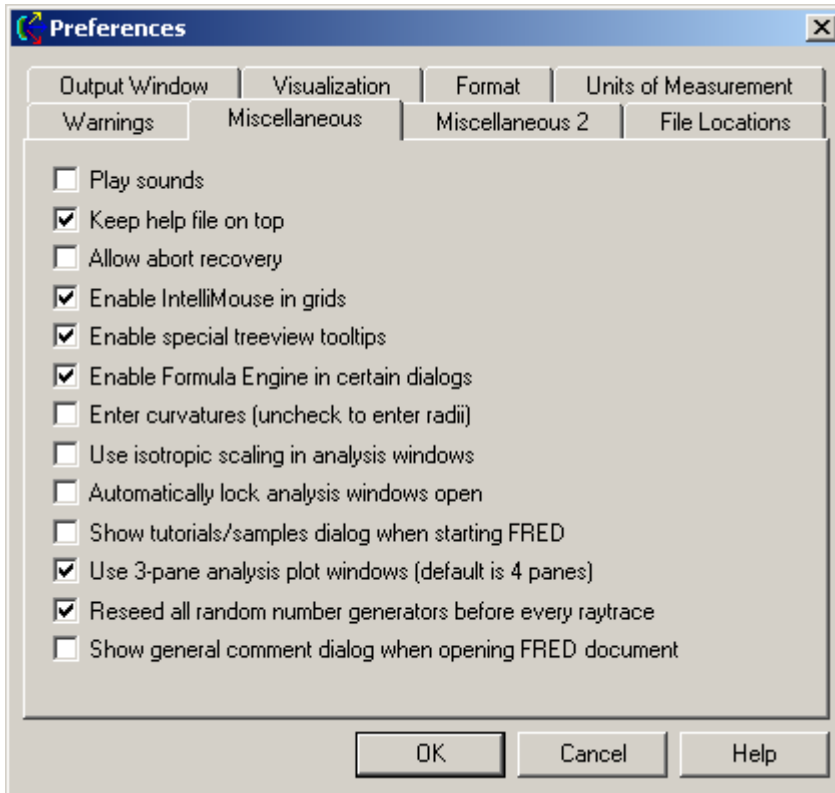 Preferences
Output Window Visualization Format Units of Measurement
Warnings Miscellaneous Miscellaneous 2 File Locations
Play sounds
Keep help file on top
Allow abort recovery
Enable IntelliMouse in grids
Enable special treeview tooltips
Enable Formula Engine in certain dialogs
Enter curvatures (uncheck to enter radii)
Use isotropic scaling in analysis windows
Automatically lock analysis windows open
Show tutorials/samples dialog when starting FRED
Use 3-pane analysis plot windows (default is 4 panes)
Reseed all random number generators before every raytrace
Show general comment dialog when opening FRED document
OK Cancel Help